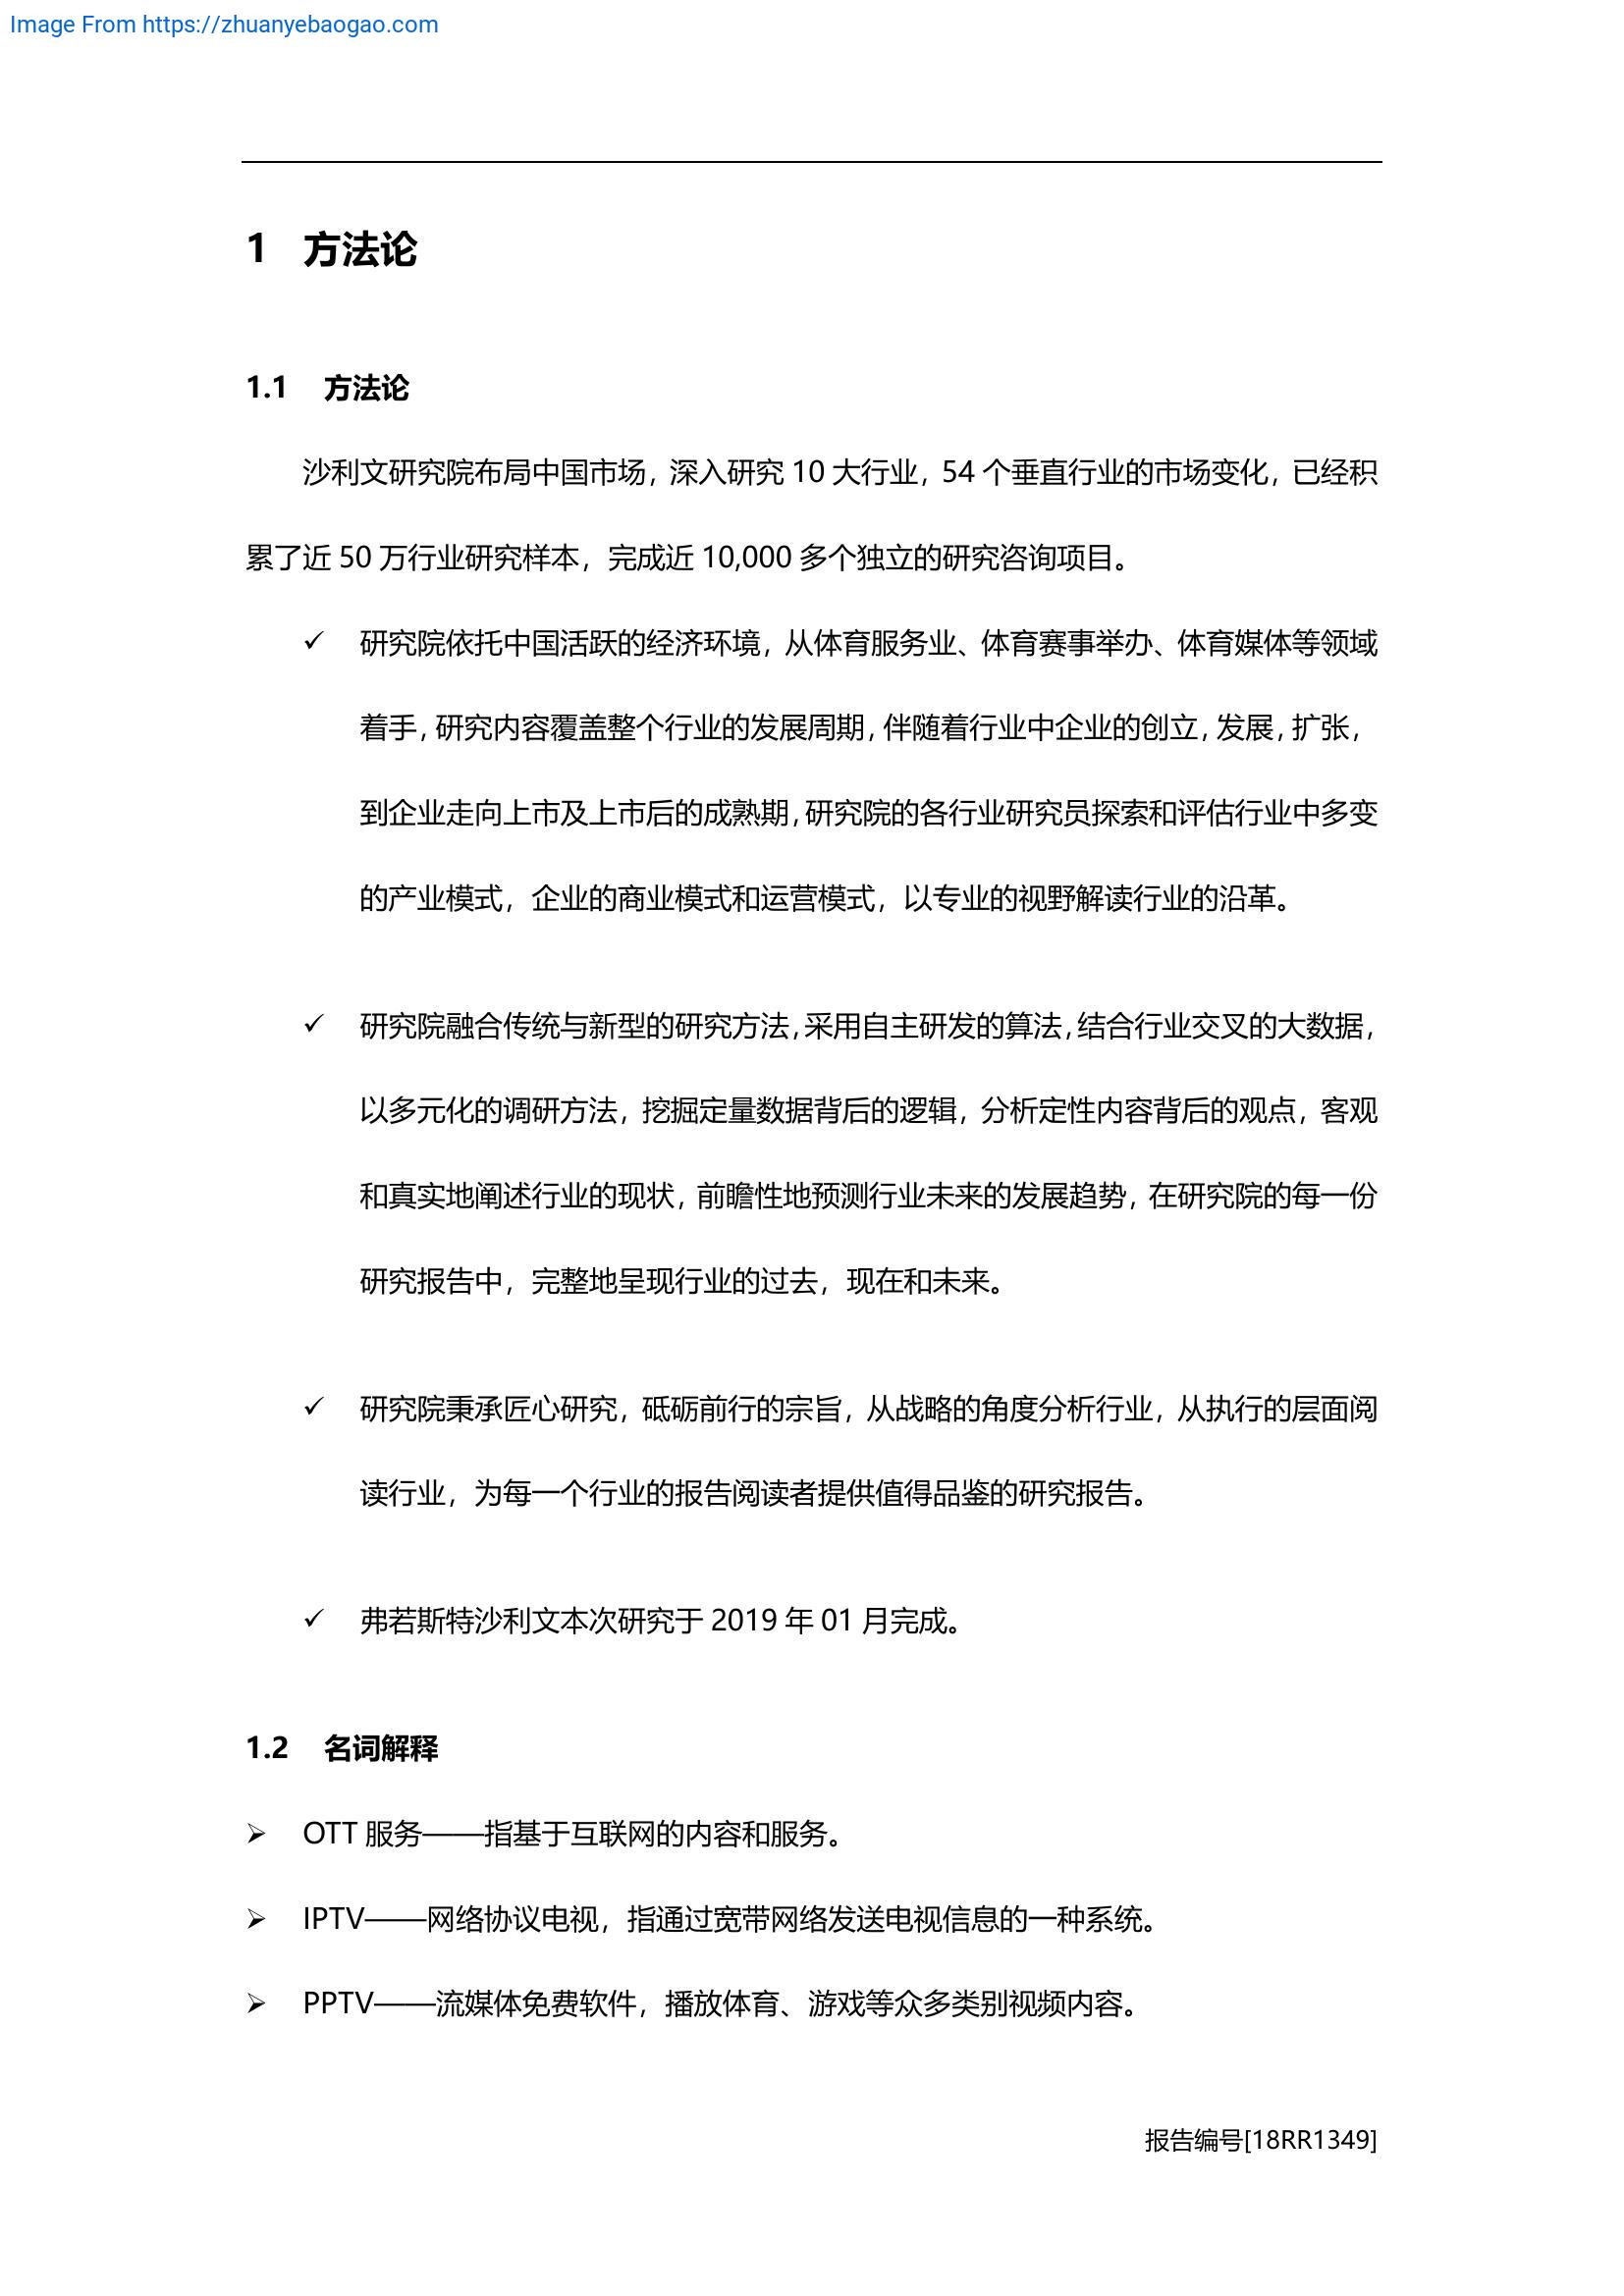 Image From https://zhuanyebaogao.com
1 方法论
1.1 方法论
沙利文研究院布局中国市场，深入研究 10 大行业，54 个垂直行业的市场变化，已经积
累了近 50 万行业研究样本，完成近 10,000 多个独立的研究咨询项目。
✓ 研究院依托中国活跃的经济环境，从体育服务业、体育赛事举办、体育媒体等领域
着手，研究内容覆盖整个行业的发展周期，伴随着行业中企业的创立，发展，扩张，
到企业走向上市及上市后的成熟期，研究院的各行业研究员探索和评估行业中多变
的产业模式，企业的商业模式和运营模式，以专业的视野解读行业的沿革。
✓ 研究院融合传统与新型的研究方法，采用自主研发的算法，结合行业交叉的大数据，
以多元化的调研方法，挖掘定量数据背后的逻辑，分析定性内容背后的观点，客观
和真实地阐述行业的现状，前瞻性地预测行业未来的发展趋势，在研究院的每一份
研究报告中，完整地呈现行业的过去，现在和未来。
✓ 研究院秉承匠心研究，砥砺前行的宗旨，从战略的角度分析行业，从执行的层面阅
读行业，为每一个行业的报告阅读者提供值得品鉴的研究报告。
✓ 弗若斯特沙利文本次研究于 2019 年 01 月完成。
1.2 名词解释
➢ OTT 服务——指基于互联网的内容和服务。
➢ IPTV——网络协议电视，指通过宽带网络发送电视信息的一种系统。
➢ PPTV——流媒体免费软件，播放体育、游戏等众多类别视频内容。
报告编号[18RR1349]